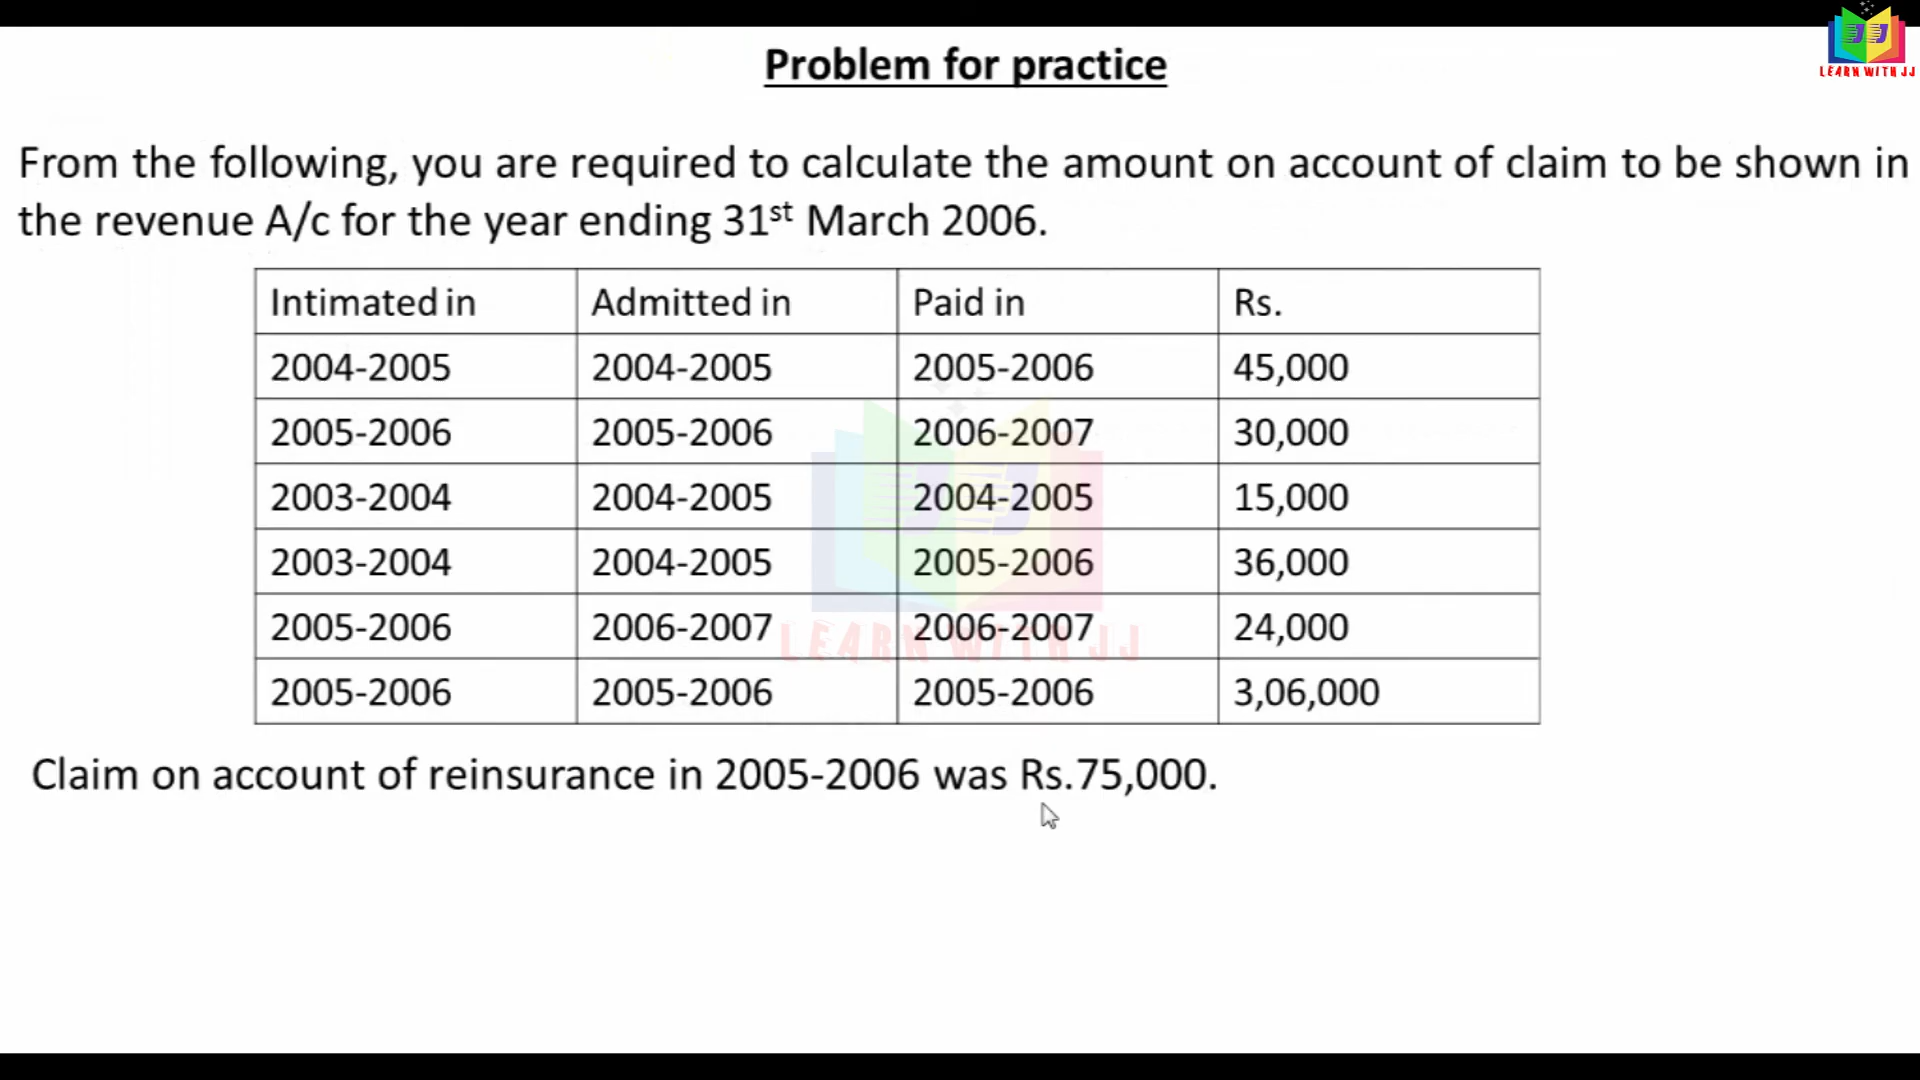 LEARN WITH JJ
Problem for practice
From the following, you are required to calculate the amount on account of claim to be shown in
the revenue A/c for the year ending 31st March 2006.
Intimated in Admitted in Paid in Rs.
2004-2005 2004-2005 2005-2006 45,000
2005-2006 2005-2006 2006-2007 30,000
2003-2004 2004-2005 2004-2005 15,000
2003-2004 2004-2005 2005-2006 36,000
2005-2006 2006-2007 2006-2007 24,000
LEARN WITH JJ
2005-2006 2005-2006 2005-2006 3,06,000
Claim on account of reinsurance in 2005-2006 was Rs.75,000.